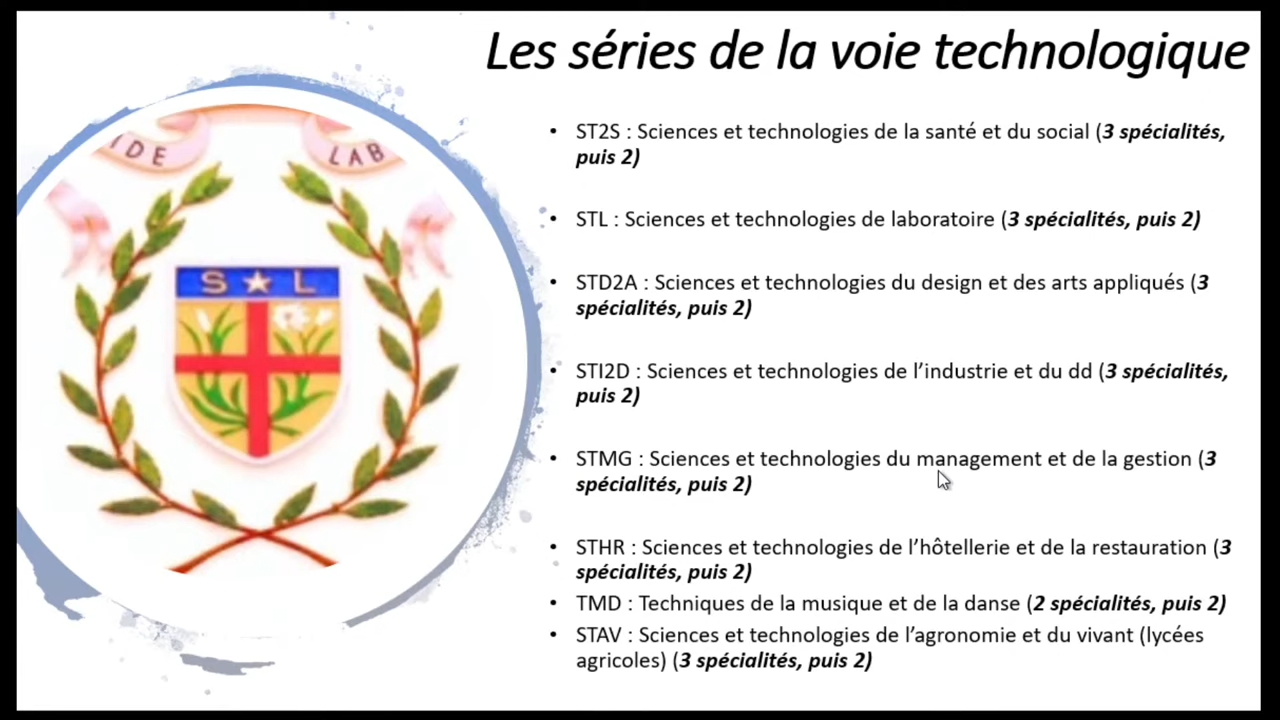 Les séries de la voie technologique
IDE
LAB
S L
• ST2S : Sciences et technologies de la santé et du social (3 spécialités,
puis 2)
• STL : Sciences et technologies de laboratoire (3 spécialités, puis 2)
• STD2A : Sciences et technologies du design et des arts appliqués (3
spécialités, puis 2)
• STI2D : Sciences et technologies de l’industrie et du dd (3 spécialités,
puis 2)
• STMG : Sciences et technologies du management et de la gestion (3
spécialités, puis 2)
• STHR : Sciences et technologies de l’hôtellerie et de la restauration (3
spécialités, puis 2)
• TMD : Techniques de la musique et de la danse (2 spécialités, puis 2)
• STAV : Sciences et technologies de l’agronomie et du vivant (lycées
agricoles) (3 spécialités, puis 2)